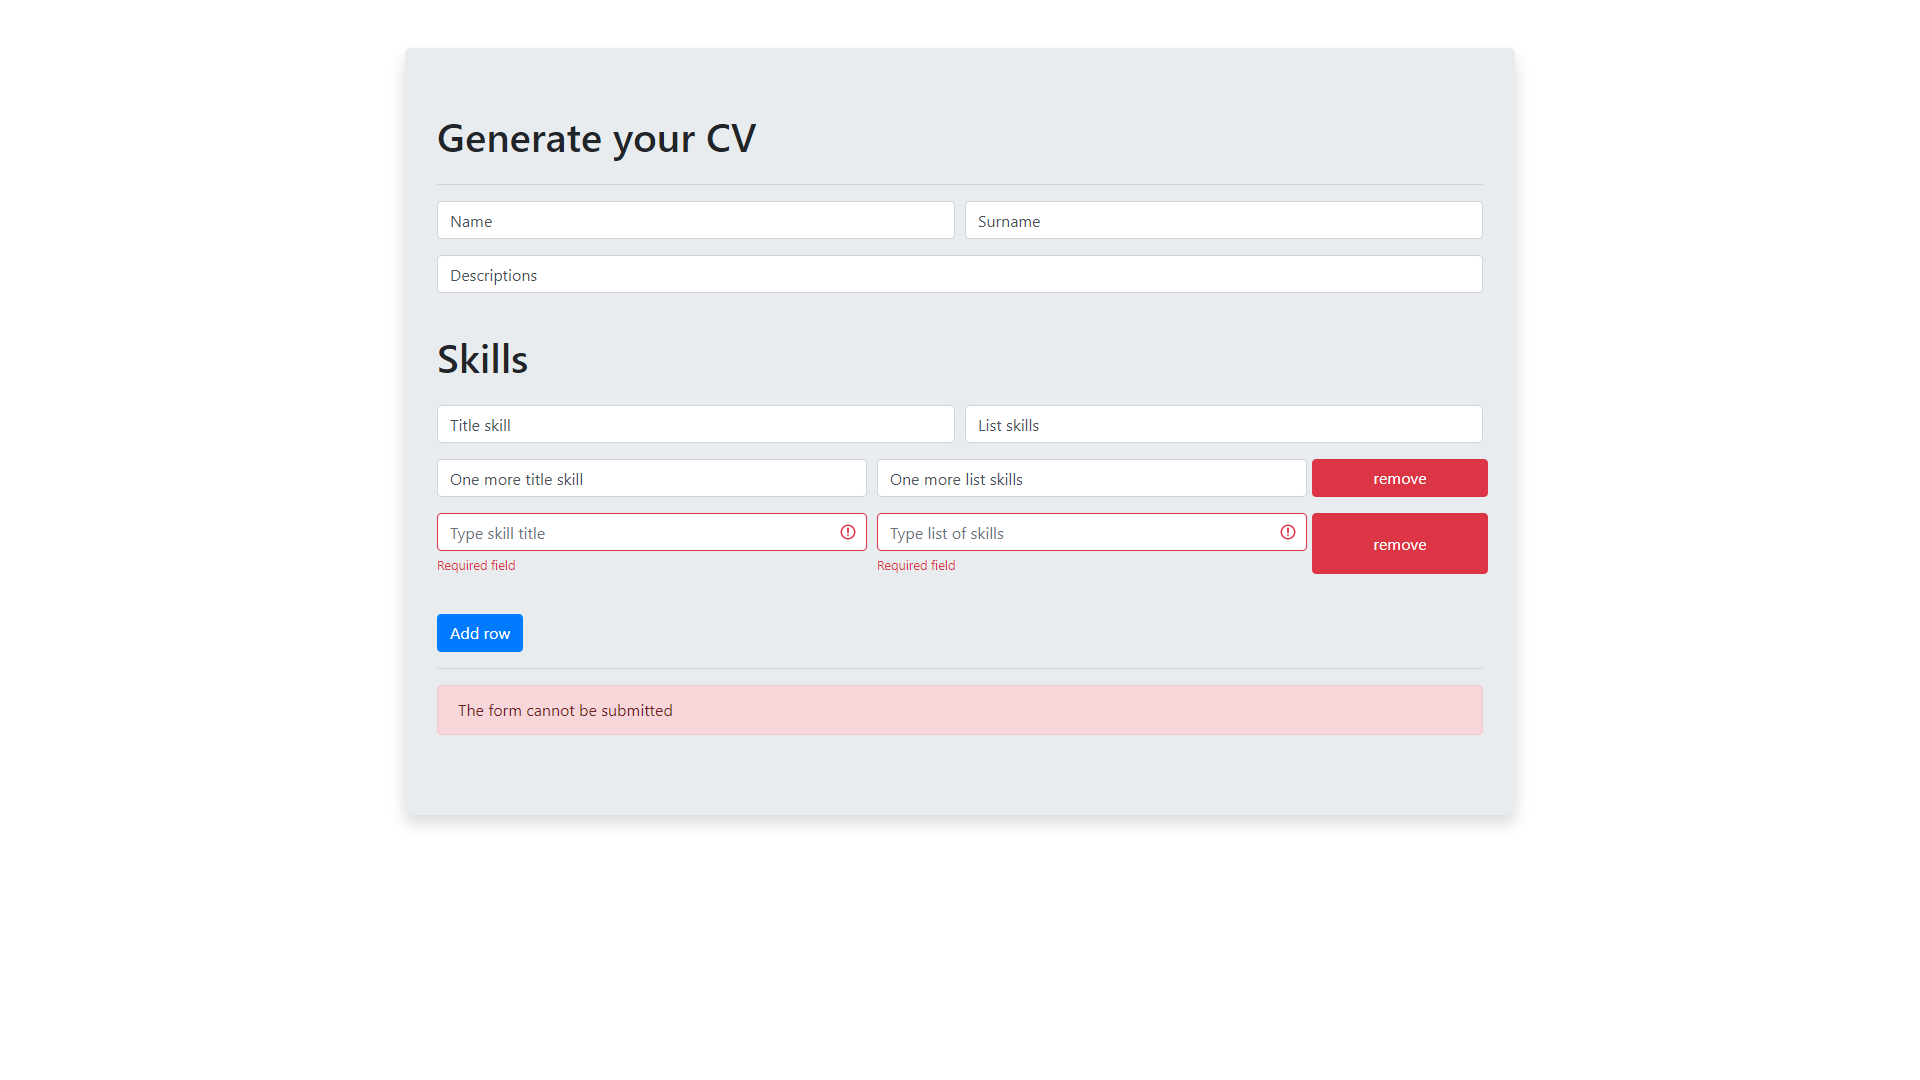 Generate your CV
Name Surname
Descriptions
Skills
Title skill List skills
One more title skill One more list skills remove
Type skill title Type list of skills remove
Required field Required field
Add row
The form cannot be submitted